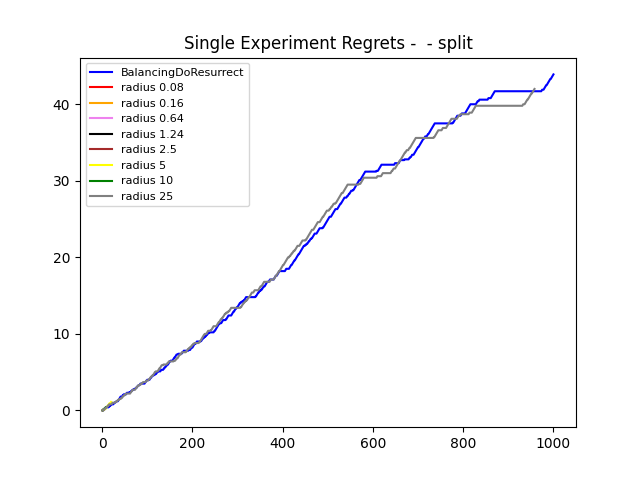 Single Experiment Regrets -  - split
BalancingDoResurrect
radius 0.08
radius 0.16
radius 0.64
radius 1.24
radius 2.5
radius 5
radius 10
radius 25
40
30
20
10
0
0 200 400 600 800 1000